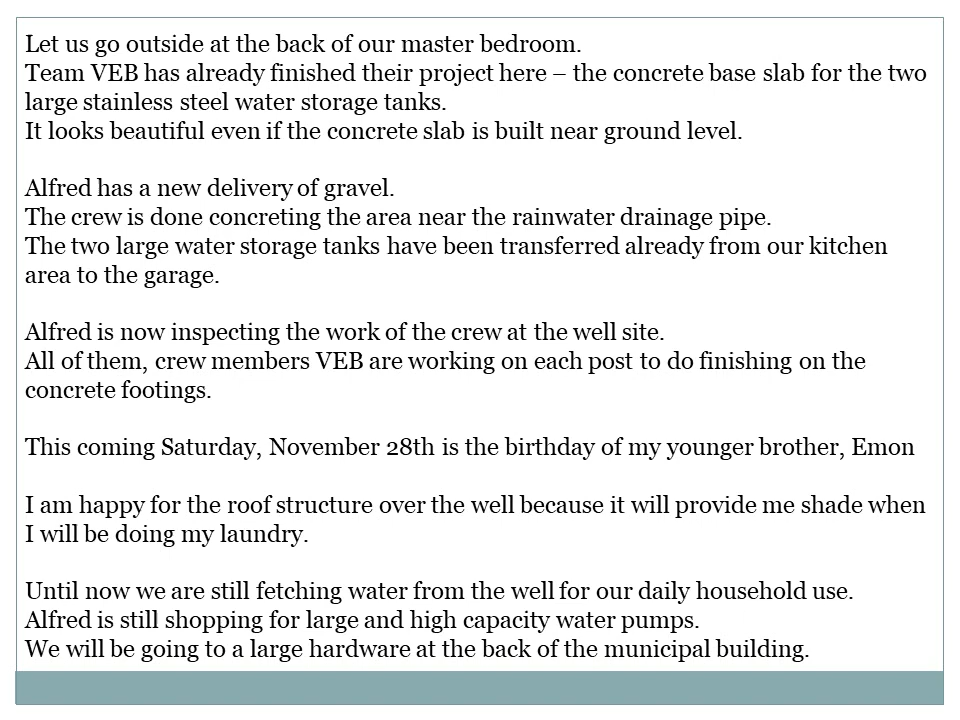 Let us go outside at the back of our master bedroom.
Team VEB has already finished their project here – the concrete base slab for the two
large stainless steel water storage tanks.
It looks beautiful even if the concrete slab is built near ground level.
Alfred has a new delivery of gravel.
The crew is done concreting the area near the rainwater drainage pipe.
The two large water storage tanks have been transferred already from our kitchen
area to the garage.
Alfred is now inspecting the work of the crew at the well site.
All of them, crew members VEB are working on each post to do finishing on the
concrete footings.
This coming Saturday, November 28th is the birthday of my younger brother, Emon
I am happy for the roof structure over the well because it will provide me shade when
I will be doing my laundry.
Until now we are still fetching water from the well for our daily household use.
Alfred is still shopping for large and high capacity water pumps.
We will be going to a large hardware at the back of the municipal building.